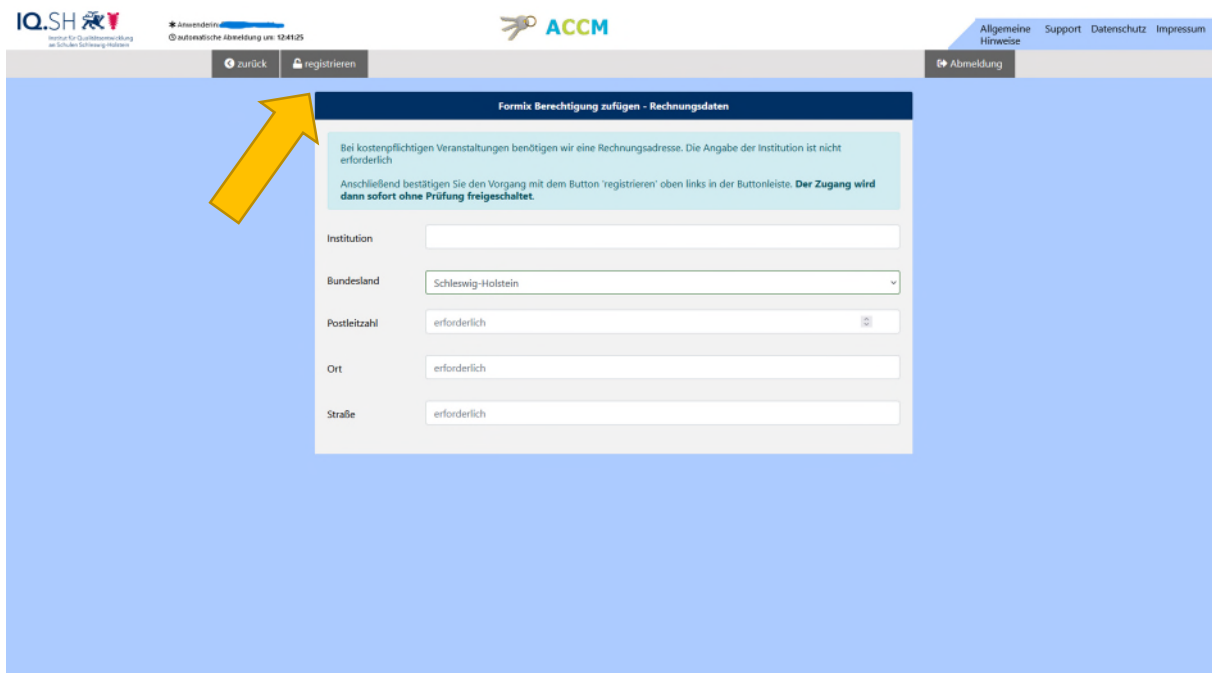 IQ.SH
Institut für Qualitätsentwicklung
an Schulen Schleswig-Holstein
Anwenderin:
automatische Abmeldung um: 12:41:25
ACCM
Allgemeine Hinweise
Support
Datenschutz
Impressum
zurück
registrieren
Abmeldung
Formix Berechtigung zufügen - Rechnungsdaten
Bei kostenpflichtigen Veranstaltungen benötigen wir eine Rechnungsadresse. Die Angabe der Institution ist nicht
erforderlich
Anschließend bestätigen Sie den Vorgang mit dem Button 'registrieren' oben links in der Buttonleiste. Der Zugang wird
dann sofort ohne Prüfung freigeschaltet.
Institution
Bundesland
Schleswig-Holstein
Postleitzahl
erforderlich
Ort
erforderlich
Straße
erforderlich